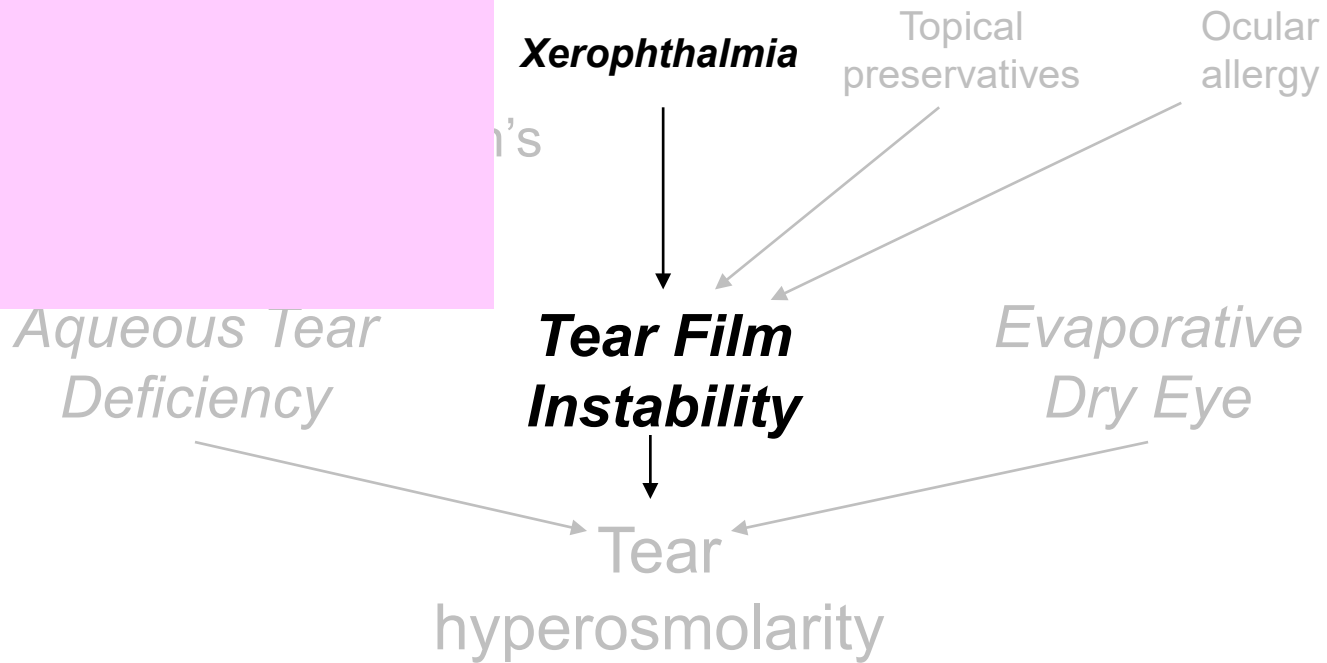 Xerophthalmia
Topical
preservatives
Ocular
allergy
’s
Aqueous Tear
Deficiency
Tear Film
Instability
Evaporative
Dry Eye
Tear
hyperosmolarity